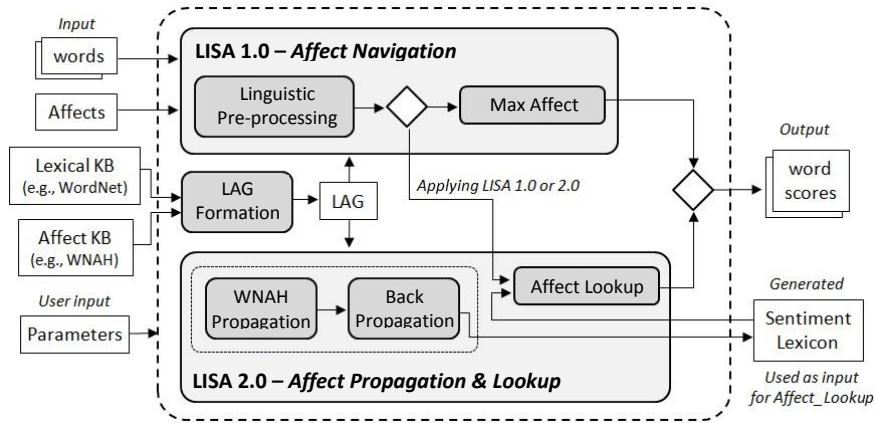 Input
words
Affects
Lexical KB
(e.g., WordNet)
Affect KB
(e.g., WNAH)
User input
Parameters
LISA 1.0 – Affect Navigation
Linguistic
Pre-processing
Max Affect
LAG
Formation
LAG
Applying LISA 1.0 or 2.0
WNAH
Propagation
Back
Propagation
Affect Lookup
LISA 2.0 – Affect Propagation & Lookup
Output
word
scores
Generated
Sentiment
Lexicon
Used as input
for Affect_Lookup